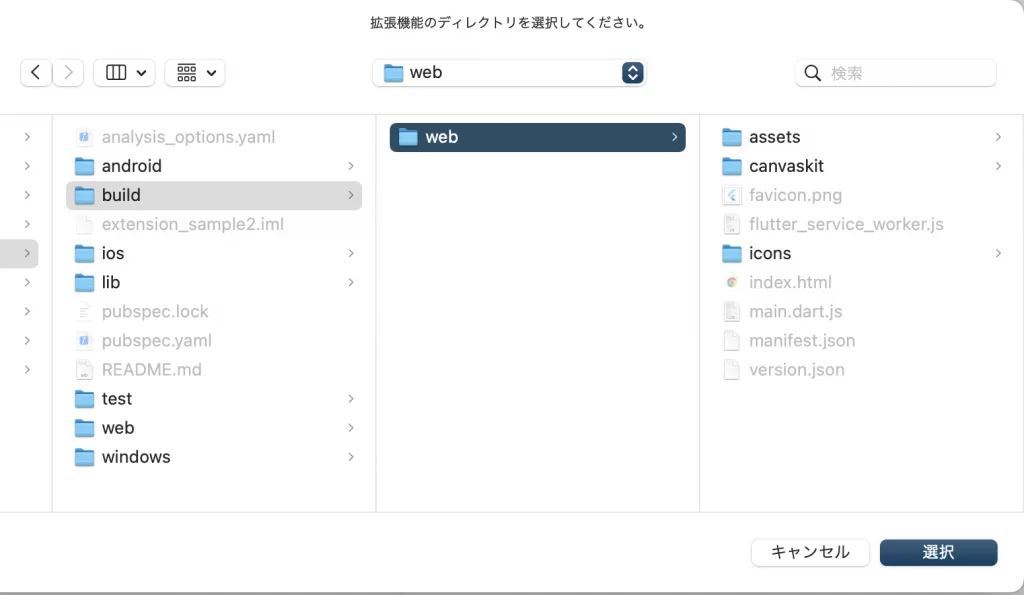 拡張機能のディレクトリを選択してください。
web
検索
analysis_options.yaml
android
build
extension_sample2.iml
ios
lib
pubspec.lock
pubspec.yaml
README.md
test
web
windows
web
assets
canvaskit
favicon.png
flutter_service_worker.js
icons
index.html
main.dart.js
manifest.json
version.json
キャンセル
選択